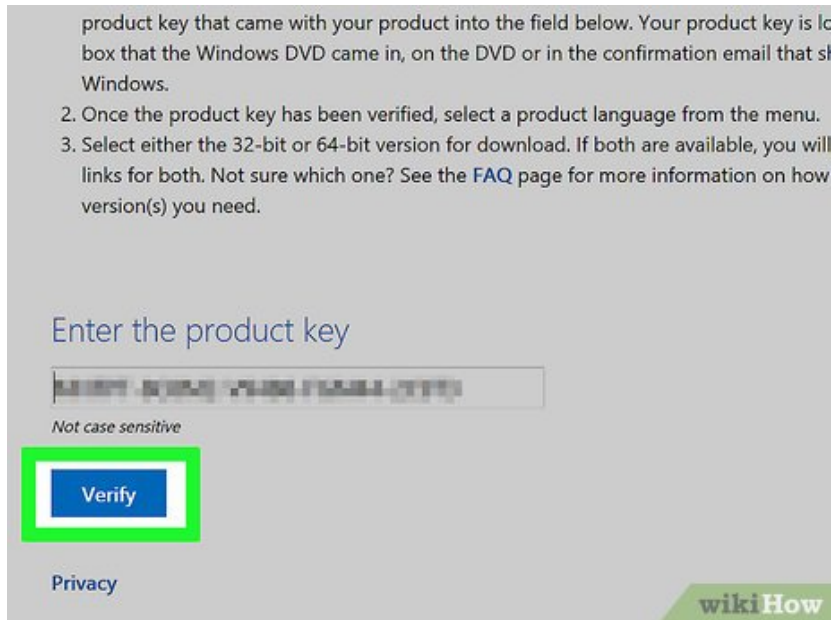 product key that came with your product into the field below. Your product key is lo
box that the Windows DVD came in, on the DVD or in the confirmation email that sh
Windows.
2. Once the product key has been verified, select a product language from the menu.
3. Select either the 32-bit or 64-bit version for download. If both are available, you will
links for both. Not sure which one? See the FAQ page for more information on how
version(s) you need.
Enter the product key
Not case sensitive
Verify
Privacy
wikiHow